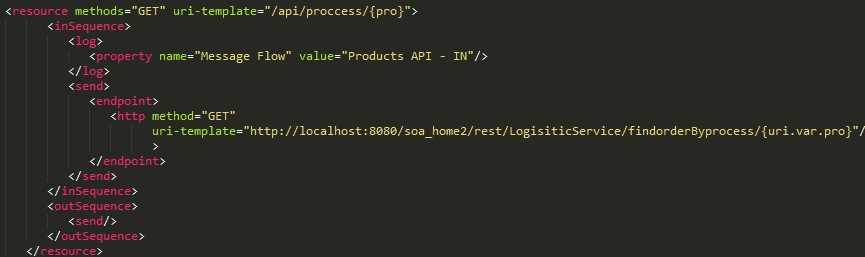 <resource methods="GET" uri-template="/api/proccess/{pro}">
<inSequence>
<log>
<property name="Message Flow" value="Products API - IN"/>
</log>
<send>
<endpoint>
<http method="GET"
uri-template="http://localhost:8080/soa_home2/rest/LogisiticService/findorderByprocess/{uri.var.pro}"/
>
</endpoint>
</send>
</inSequence>
<outSequence>
<send/>
</outSequence>
</resource>